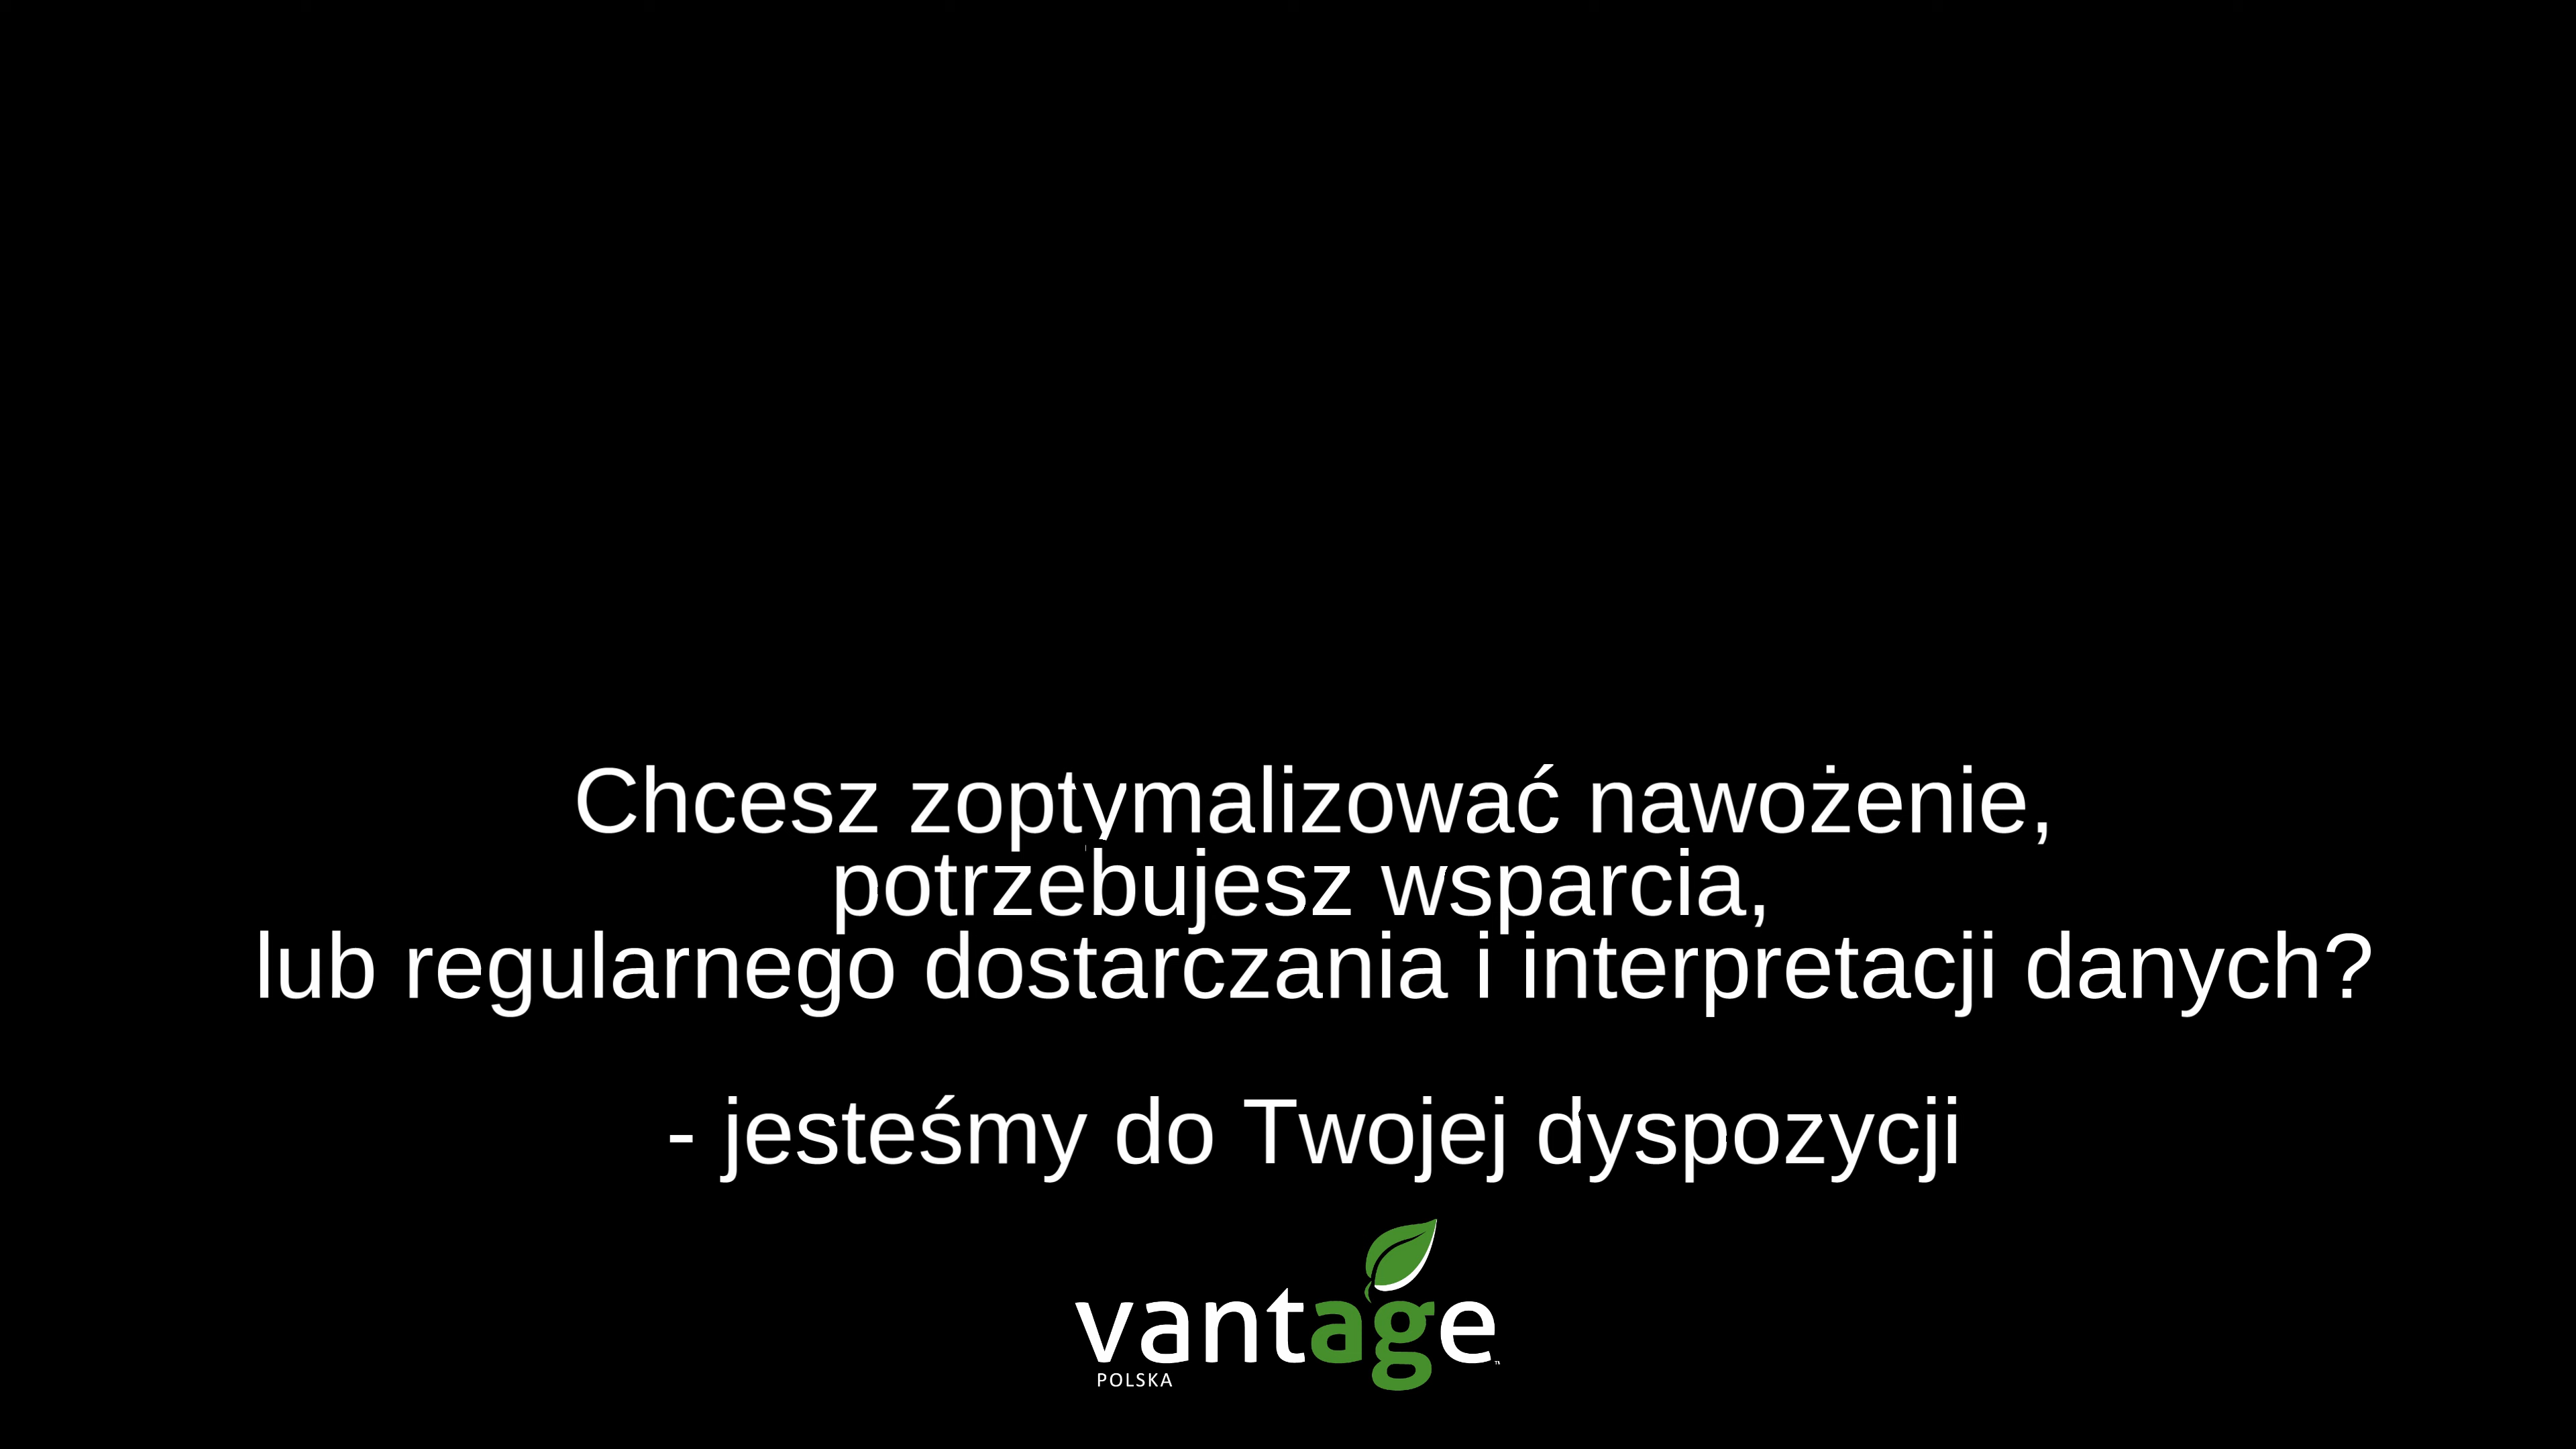 Chcesz zoptymalizować nawożenie,
potrzebujesz wsparcia,
lub regularnego dostarczania i interpretacji danych?
- jesteśmy do Twojej dyspozycji
vantage
POLSKA